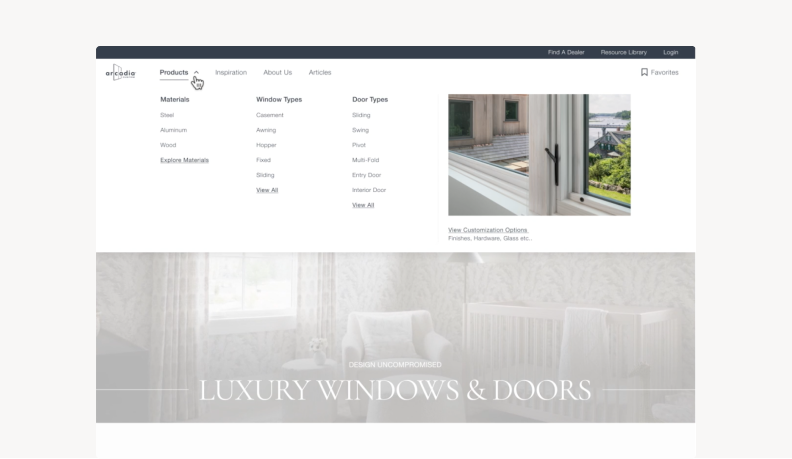 Find A Dealer Resource Library Login
arcadia
Products Inspiration About Us Articles Favorites
Materials
Steel
Aluminum
Wood
Explore Materials
Window Types
Casement
Awning
Hopper
Fixed
Sliding
View All
Door Types
Sliding
Swing
Pivot
Multi-Fold
Entry Door
Interior Door
View All
View Customization Options
Finishes, Hardware, Glass etc..
DESIGN UNCOMPROMISED
LUXURY WINDOWS & DOORS